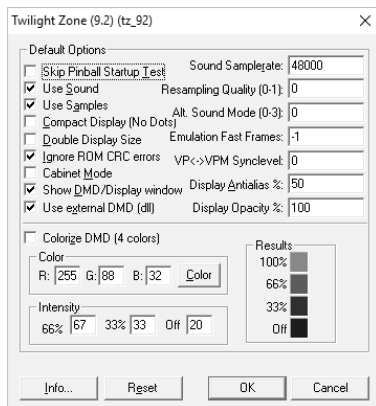 Twilight Zone (9.2) (tz_92)
Default Options
Skip Pinball Startup Test
Sound Samplerate: 48000
Use Sound
Resampling Quality (0-1): 0
Use Samples
Alt. Sound Mode (0-3): 0
Compact Display (No Dots)
Double Display Size
Emulation Fast Frames: -1
Ignore ROM CRC errors
VP<->VPM Synclevel: 0
Cabinet Mode
Show DMD/Display window
Display Antialias %: 50
Use external DMD (dll)
Display Opacity %: 100
Colorize DMD (4 colors)
Results
Color
100%
R: 255 G: 88 B: 32 Color
66%
33%
Intensity
66% 67 33% 33 Off 20
Off
Info... Reset OK Cancel